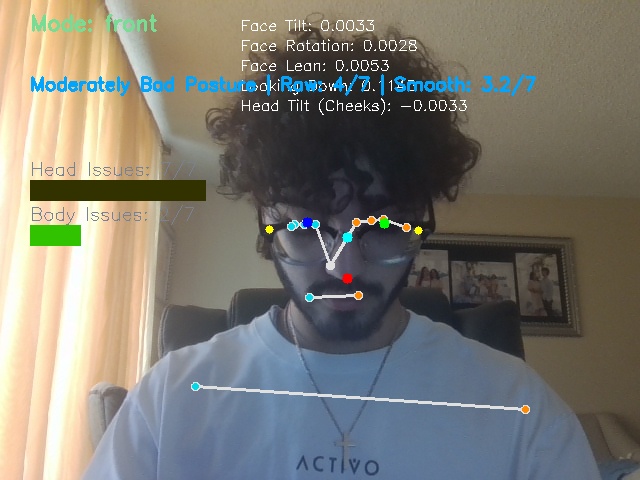 Mode: front
Face Tilt: 0.0033
Face Rotation: 0.0028
Face Lean: 0.0053
Moderately Bad Posture | Raw: 4/7 | Smooth: 3.2/7
Head Tilt (Cheeks): -0.0033
Head Issues:
Body Issues:
ACTIVO